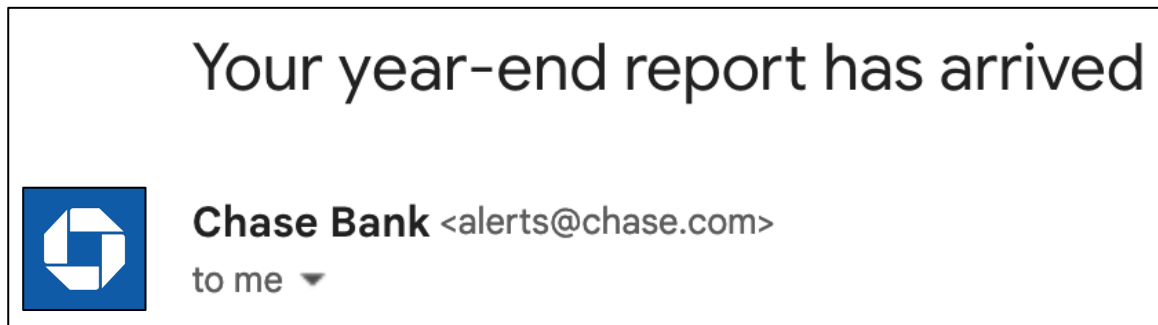 Your year-end report has arrived
Chase Bank <alerts@chase.com>
to me